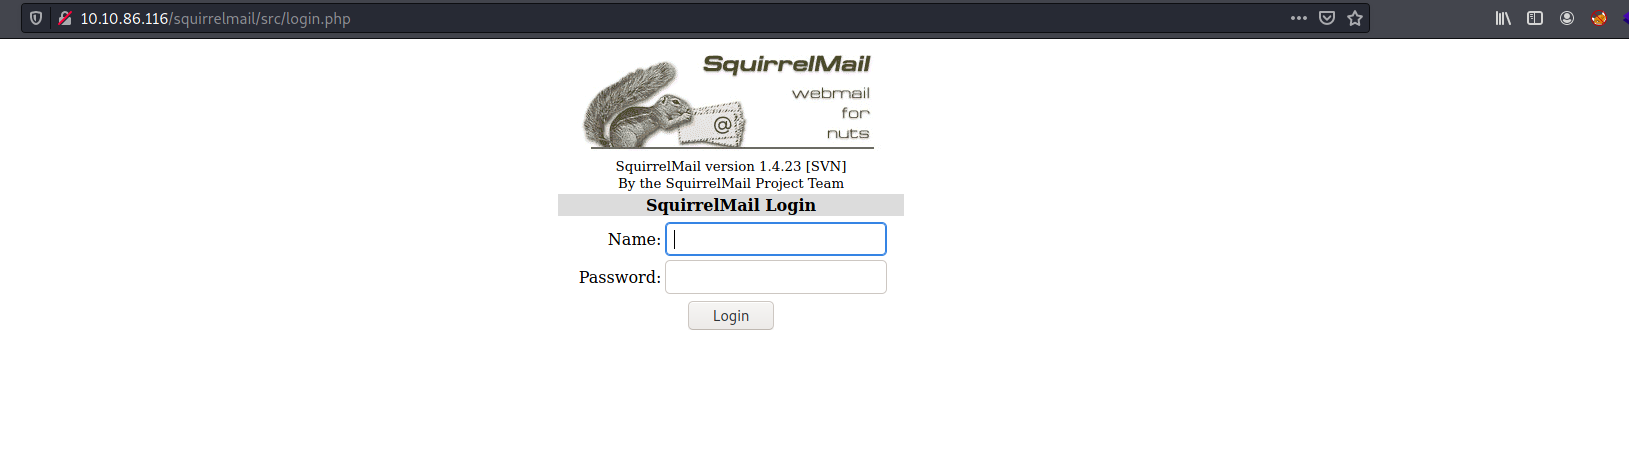 10.10.86.116/squirrelmail/src/login.php
SquirrelMail
webmail
for
nuts
@
SquirrelMail version 1.4.23 [SVN]
By the SquirrelMail Project Team
SquirrelMail Login
Name:
Password:
Login